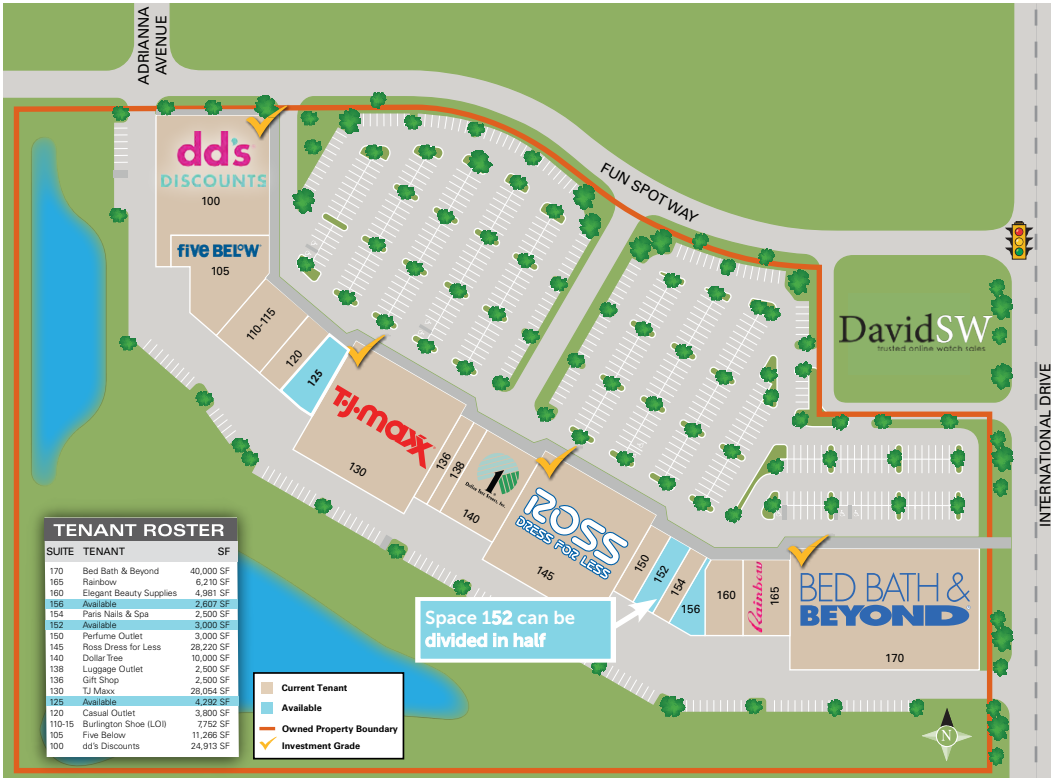 ADRIANNA
AVENUE
FUN SPOT WAY
INTERNATIONAL DRIVE
dd's
DISCOUNTS
100
five BELOW
105
110-115
120
125
T·J·maxx
130
136
138
1
Dollar Tree Stores, Inc.
140
ROSS
DRESS FOR LESS
145
150
152
154
156
160
Rainbow
165
BED BATH &
BEYOND
170
DavidSW
trusted online watch sales
Space 152 can be
divided in half
TENANT ROSTER
SUITE TENANT SF
170 Bed Bath & Beyond 40,000 SF
165 Rainbow 6,210 SF
160 Elegant Beauty Supplies 4,981 SF
156 Available 2,607 SF
154 Paris Nails & Spa 2,500 SF
152 Available 3,000 SF
150 Perfume Outlet 3,000 SF
145 Ross Dress for Less 28,220 SF
140 Dollar Tree 10,000 SF
138 Luggage Outlet 2,500 SF
136 Gift Shop 2,500 SF
130 TJ Maxx 28,054 SF
125 Available 4,292 SF
120 Casual Outlet 3,800 SF
110-15 Burlington Shoe (LOI) 7,752 SF
105 Five Below 11,266 SF
100 dd's Discounts 24,913 SF
Current Tenant
Available
Owned Property Boundary
Investment Grade
N